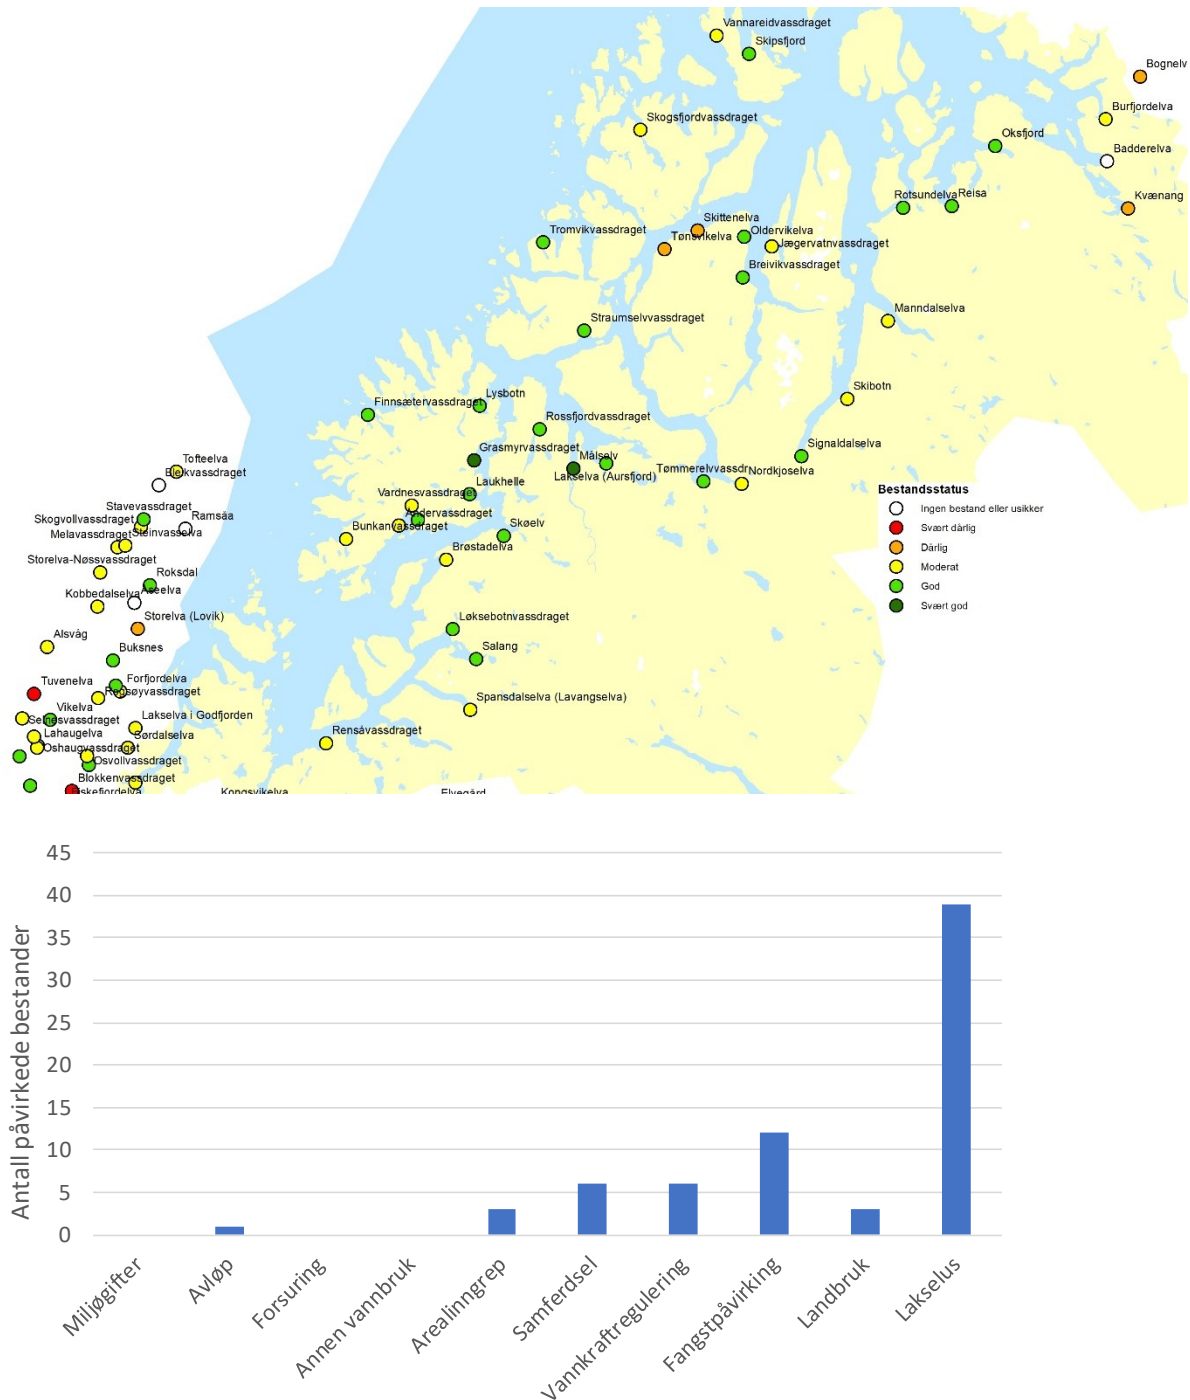 Vannareidvassdraget
Skipsfjord
Bognelv
Burfjordelva
Skogsfjordvassdraget
Oksfjord
Badderelva
Rotsundelva
Reisa
Kvænang
Skittenelva
Tromvikvassdraget
Tønsvikelva
Oldervikelva
Jægervatnvassdraget
Breivikvassdraget
Manndalselva
Straumselvvassdraget
Skibotn
Lysbotn
Finnsætervassdraget
Rossfjordvassdraget
Signaldalselva
Grasmyrvassdraget
Målselv
Tofteelva
Bleikvassdraget
Lakselva (Aursfjord)
Tømmerelvvassdr
Nordkjoselva
Laukhelle
Vardnesvassdraget
Stavevassdraget
Andervassdraget
Skogvollvassdraget
Ramsåa
Bunkanvassdraget
Skøelv
Melavassdraget
Steinvasselva
Brøstadelva
Storelva-Nøssvassdraget
Roksdal
Kobbedalselva
Åseelva
Storelva (Lovik)
Løksebotnvassdraget
Alsvåg
Buksnes
Salang
Tuvenelva
Forfjordelva
Roksøyvassdraget
Spansdalselva (Lavangselva)
Vikelva
Selnesvassdraget
Lakselva i Godfjorden
Lahaugelva
Sørdalselva
Rensåvassdraget
Oshaugvassdraget
Osvollvassdraget
Blokkenvassdraget
Fiskefjordelva
Kongsvikelva
Elvegård
Bestandsstatus
Ingen bestand eller usikker
Svært dårlig
Dårlig
Moderat
God
Svært god
Antall påvirkede bestander
45
40
35
30
25
20
15
10
5
0
Miljøgifter
Avløp
Forsuring
Annen vannbruk
Arealinngrep
Samferdsel
Vannkraftregulering
Fangstpåvirking
Landbruk
Lakselus